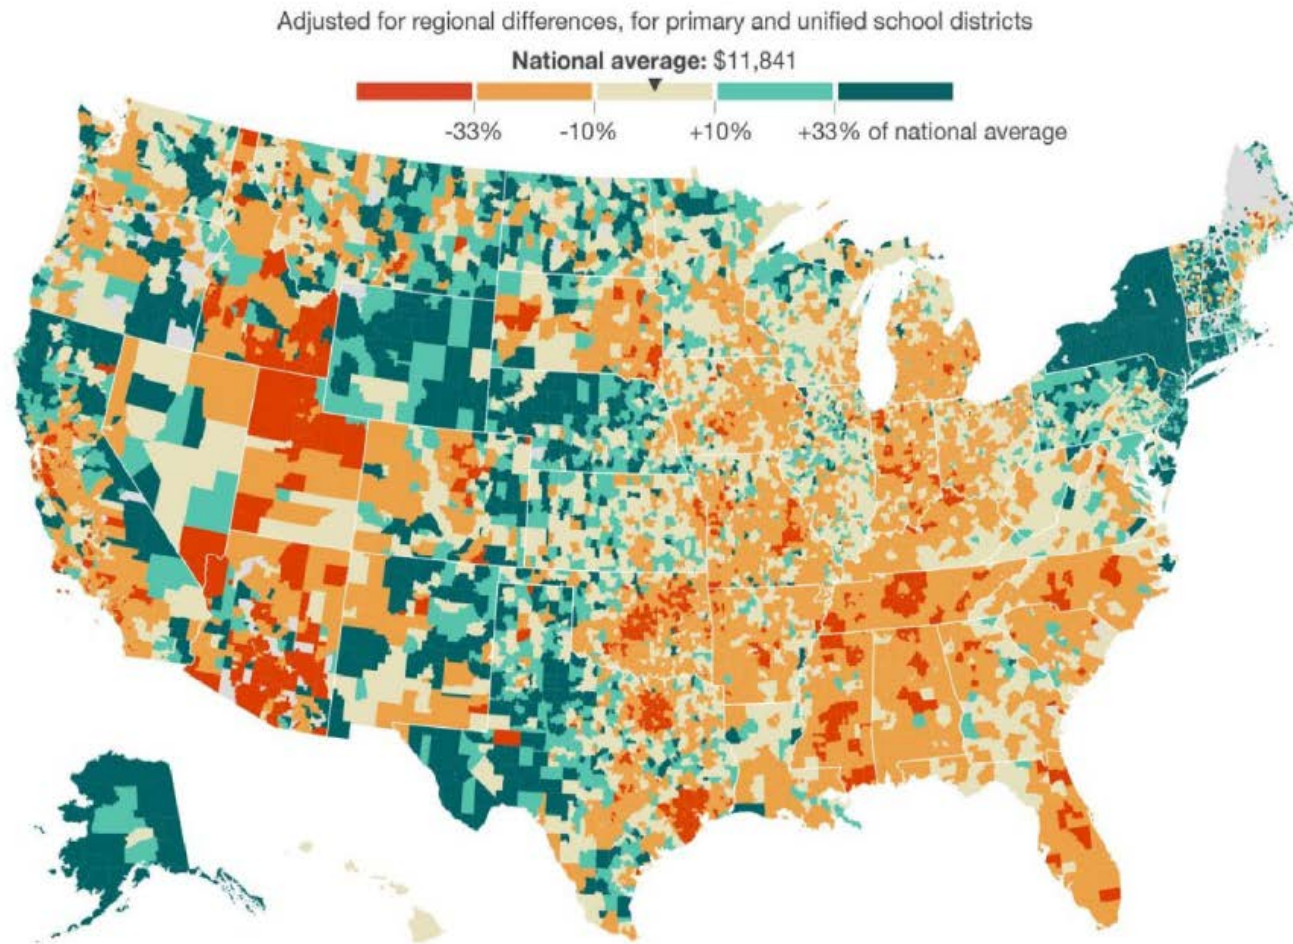 Adjusted for regional differences, for primary and unified school districts
National average: $11,841
-33% -10% +10% +33% of national average